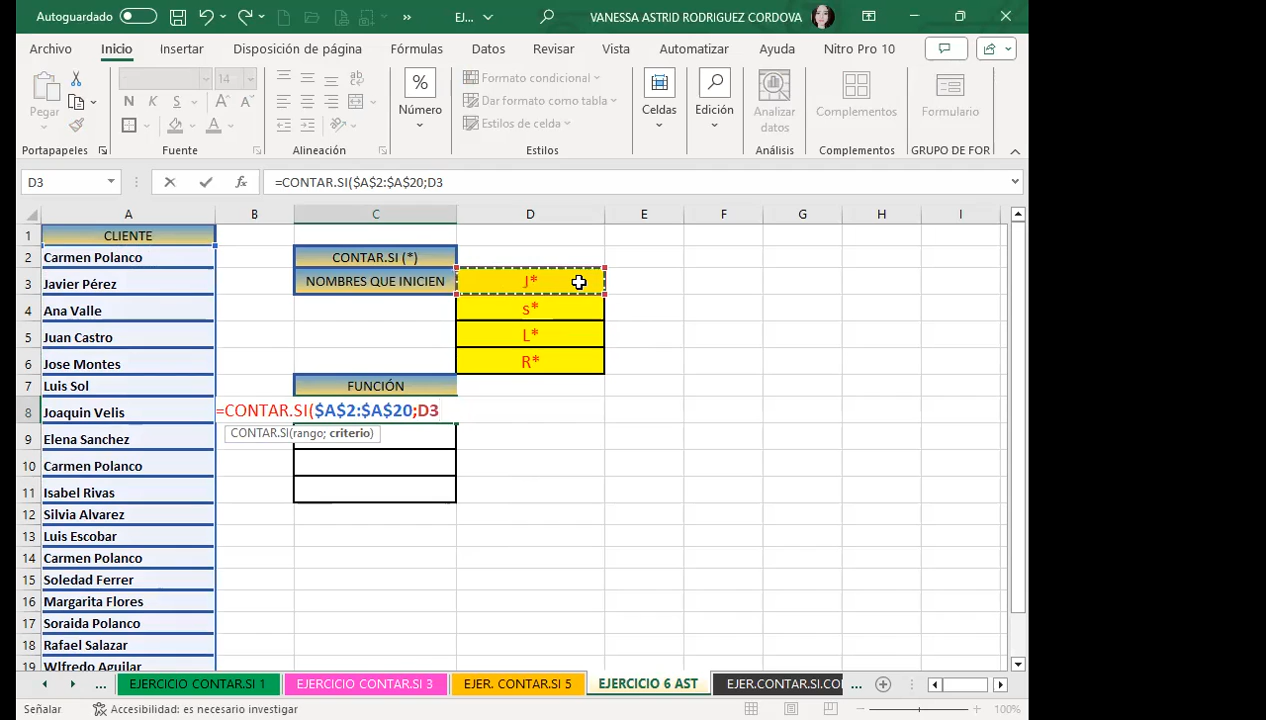 Autoguardado
EJ...
VANESSA ASTRID RODRIGUEZ CORDOVA
Archivo Inicio Insertar Disposición de página Fórmulas Datos Revisar Vista Automatizar Ayuda Nitro Pro 10
Pegar
14
N K S
A A
%
Número
Formato condicional
Dar formato como tabla
Estilos de celda
Celdas
Edición
Analizar datos
Complementos
Formulario
Portapapeles Fuente Alineación Estilos Análisis Complementos GRUPO DE FOR
D3 fx =CONTAR.SI($A$2:$A$20;D3
A B C D E F G H I
1 CLIENTE
2 Carmen Polanco CONTAR.SI (*)
3 Javier Pérez NOMBRES QUE INICIEN J*
4 Ana Valle s*
5 Juan Castro L*
6 Jose Montes R*
7 Luis Sol FUNCIÓN
8 Joaquin Velis =CONTAR.SI($A$2:$A$20;D3
CONTAR.SI(rango; criterio)
9 Elena Sanchez
10 Carmen Polanco
11 Isabel Rivas
12 Silvia Alvarez
13 Luis Escobar
14 Carmen Polanco
15 Soledad Ferrer
16 Margarita Flores
17 Soraida Polanco
18 Rafael Salazar
19 Wlfredo Aguilar
... EJERCICIO CONTAR.SI 1 EJERCICIO CONTAR.SI 3 EJER. CONTAR.SI 5 EJERCICIO 6 AST EJER.CONTAR.SI.CO ...
Señalar Accesibilidad: es necesario investigar 100%